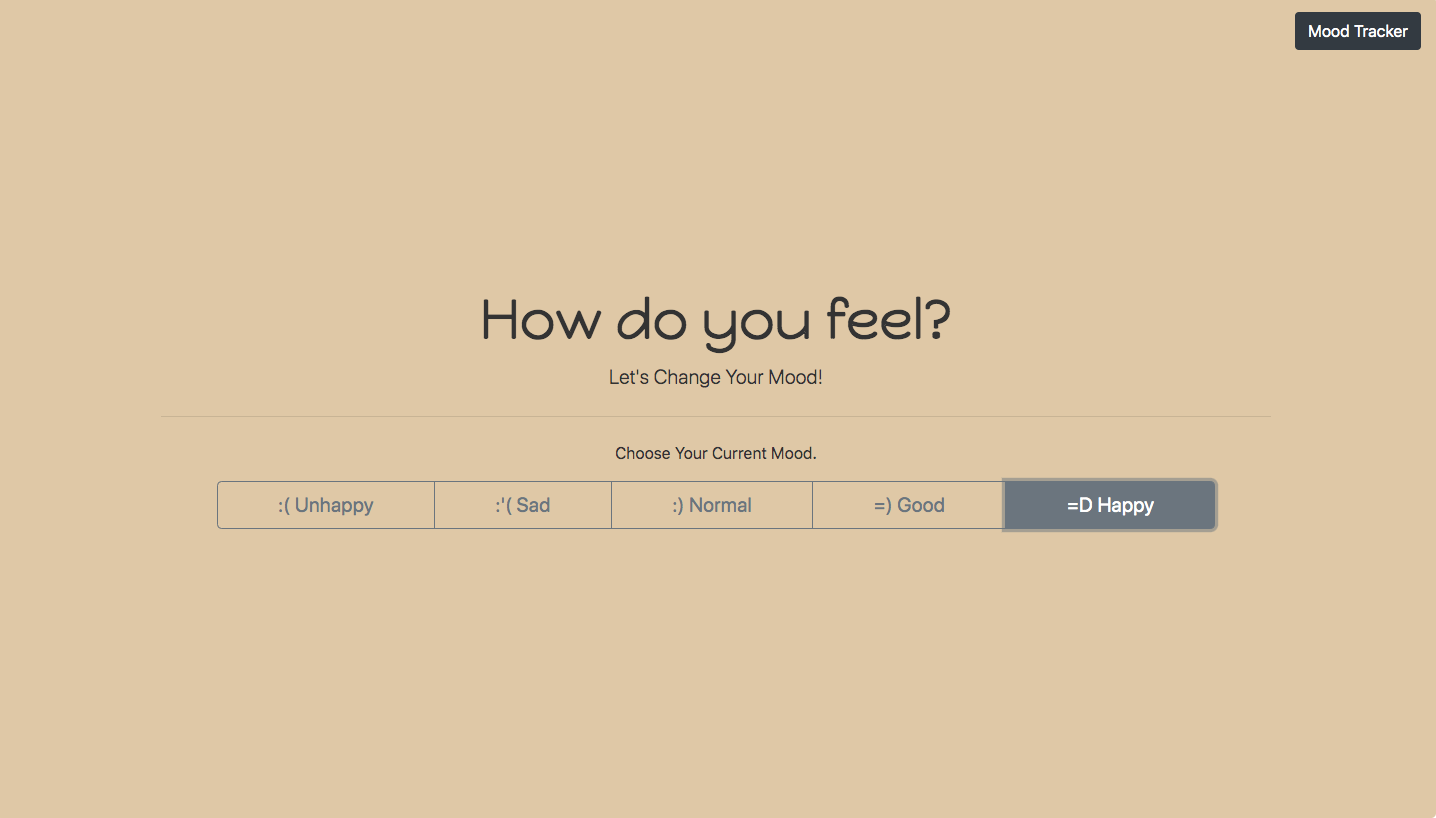 Mood Tracker
How do you feel?
Let's Change Your Mood!
Choose Your Current Mood.
:( Unhappy :'( Sad :) Normal =) Good =D Happy